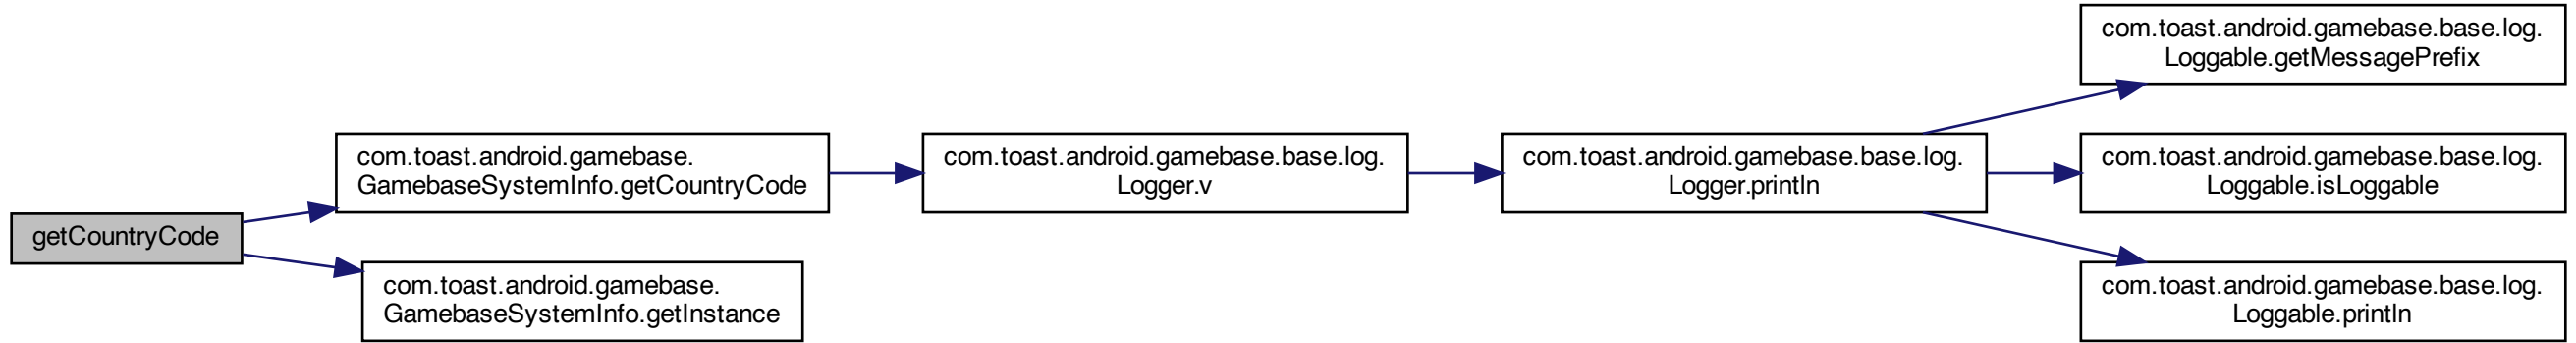 getCountryCode
com.toast.android.gamebase.
GamebaseSystemInfo.getCountryCode
com.toast.android.gamebase.
GamebaseSystemInfo.getInstance
com.toast.android.gamebase.base.log.
Logger.v
com.toast.android.gamebase.base.log.
Logger.println
com.toast.android.gamebase.base.log.
Loggable.getMessagePrefix
com.toast.android.gamebase.base.log.
Loggable.isLoggable
com.toast.android.gamebase.base.log.
Loggable.println